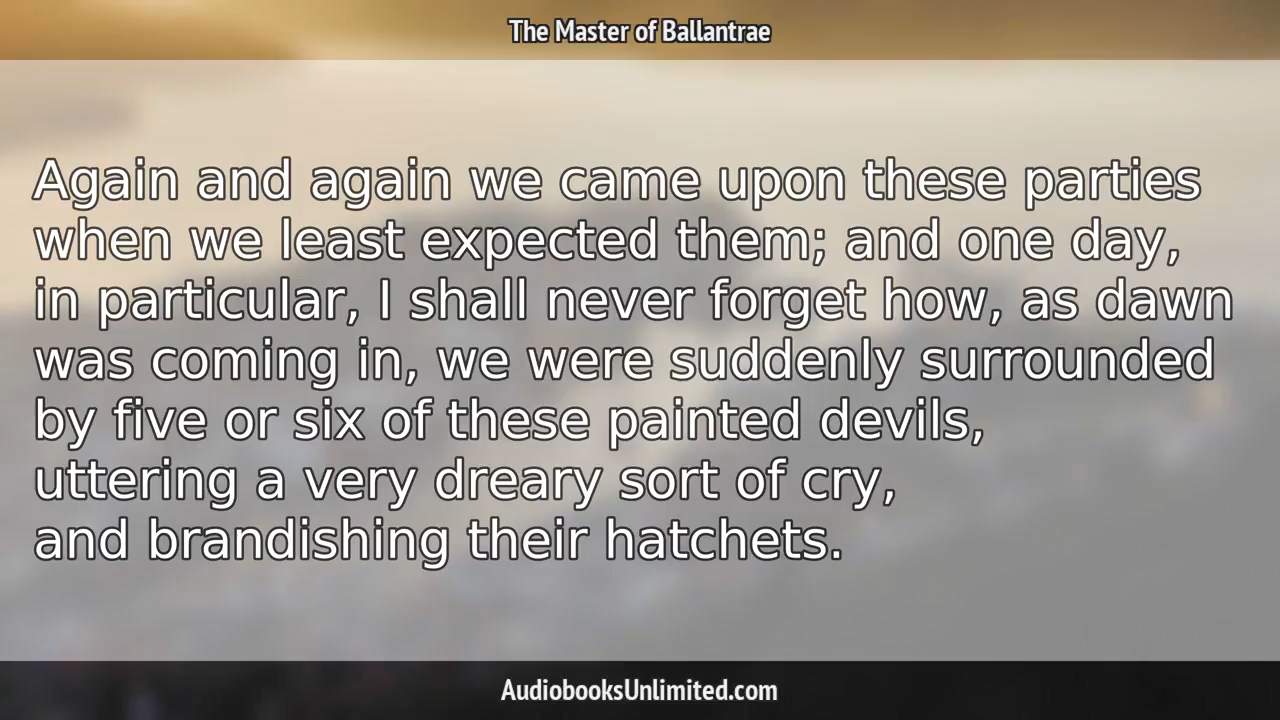 The Master of Ballantrae
Again and again we came upon these parties
when we least expected them; and one day,
in particular, I shall never forget how, as dawn
was coming in, we were suddenly surrounded
by five or six of these painted devils,
uttering a very dreary sort of cry,
and brandishing their hatchets.
AudiobooksUnlimited.com